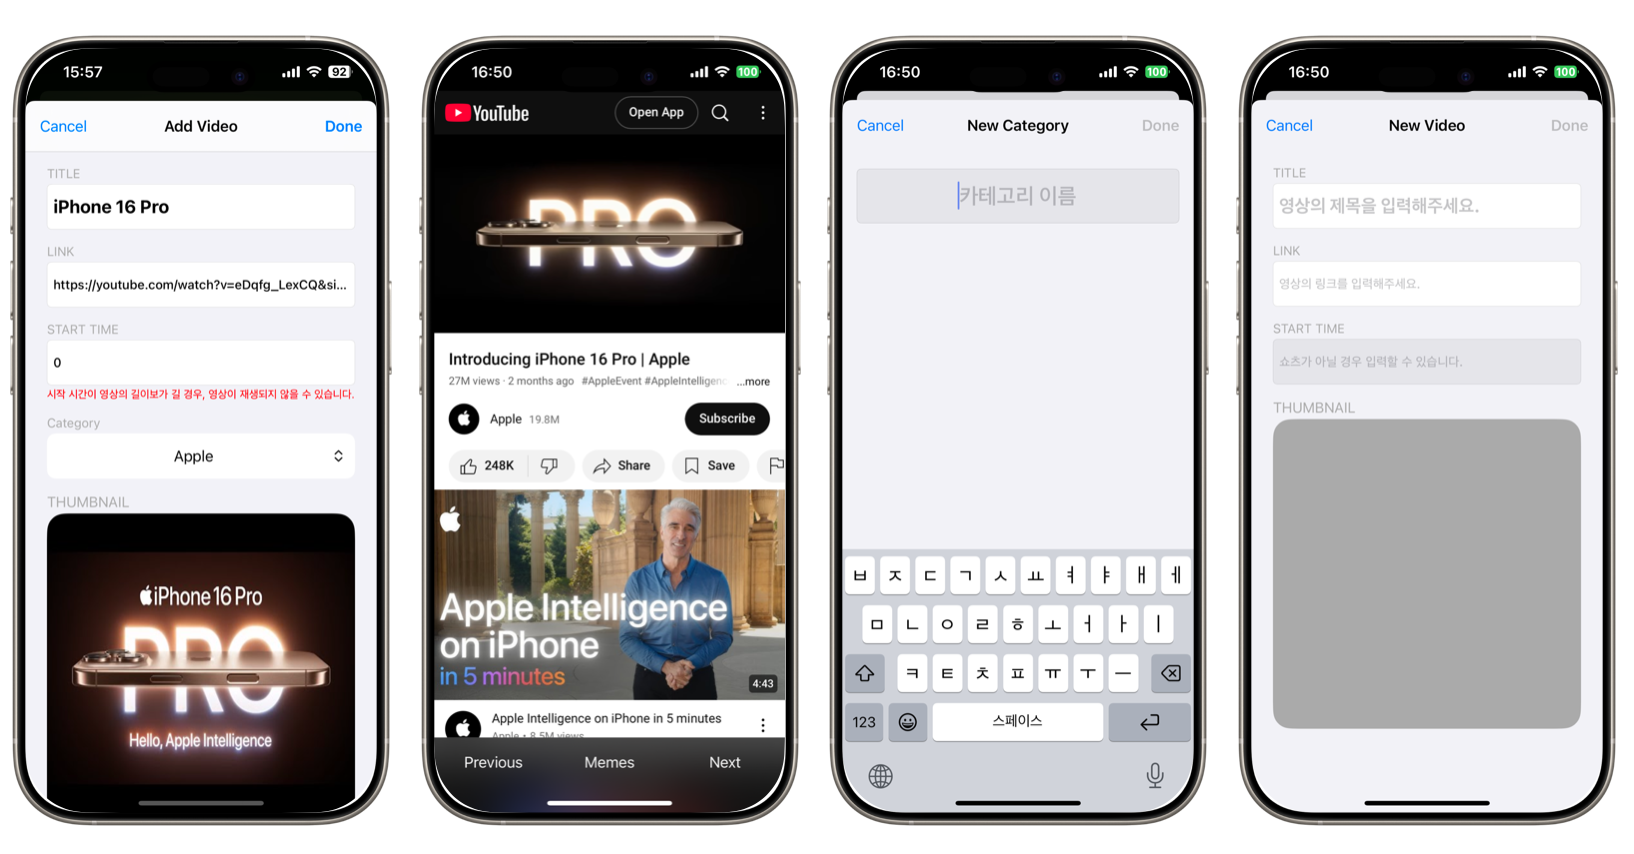 15:57
92
Cancel
Add Video
Done
TITLE
iPhone 16 Pro
LINK
https://youtube.com/watch?v=eDqfg_LexCQ&si...
START TIME
0
시작 시간이 영상의 길이보가 길 경우, 영상이 재생되지 않을 수 있습니다.
Category
Apple
THUMBNAIL
iPhone 16 Pro
PRO
Hello, Apple Intelligence
16:50
100
YouTube
Open App
PRO
Introducing iPhone 16 Pro | Apple
27M views · 2 months ago #AppleEvent #AppleIntelligenc ...more
Apple 19.8M
Subscribe
248K
Share
Save
Apple Intelligence
on iPhone
in 5 minutes
4:43
Apple Intelligence on iPhone in 5 minutes
Apple · 8.5M views
Previous
Memes
Next
16:50
100
Cancel
New Category
Done
카테고리 이름
ㅂ ㅈ ㄷ ㄱ ㅅ ㅛ ㅕ ㅑ ㅐ ㅔ
ㅁ ㄴ ㅇ ㄹ ㅎ ㅗ ㅓ ㅏ ㅣ
ㅋ ㅌ ㅊ ㅍ ㅠ ㅜ ㅡ
123
스페이스
16:50
100
Cancel
New Video
Done
TITLE
영상의 제목을 입력해주세요.
LINK
영상의 링크를 입력해주세요.
START TIME
쇼츠가 아닐 경우 입력할 수 있습니다.
THUMBNAIL